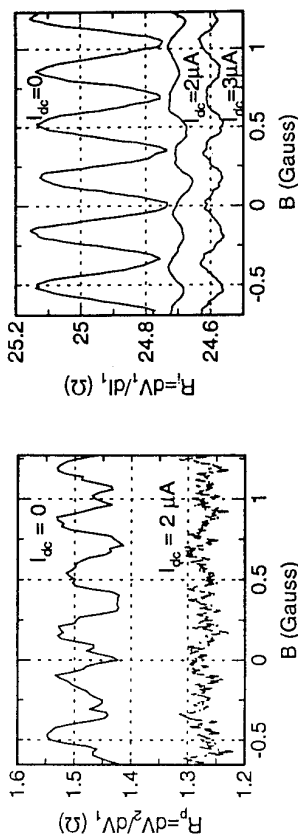 1.6
1.5
1.4
1.3
1.2
R_p=dV_2/dV_1 (Ω)
I_dc = 0
I_dc = 2 μA
-0.5 0 0.5 1
B (Gauss)
25.2
25
24.8
24.6
R_i=dV_1/dI_1 (Ω)
I_dc=0
I_dc=2μA
I_dc=3μA
-0.5 0 0.5 1
B (Gauss)